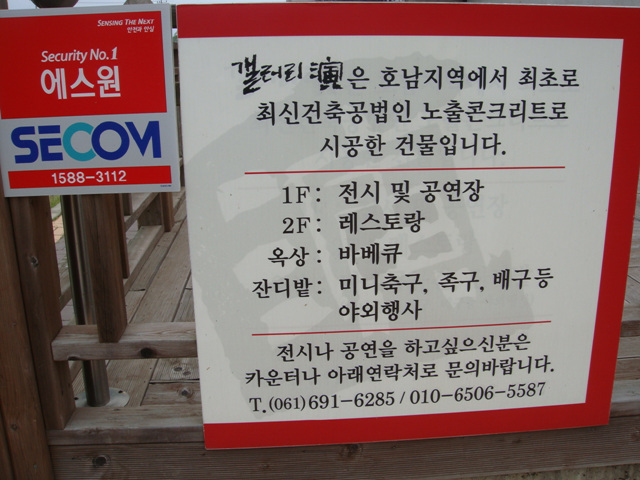 SENSING THE NEXT
안전과 안심
Security No.1
에스원
SECOM
1588-3112
갤러리演은 호남지역에서 최초로
최신건축공법인 노출콘크리트로
시공한 건물입니다.
1F: 전시 및 공연장
2F: 레스토랑
옥상: 바베큐
잔디밭: 미니축구, 족구, 배구등
야외행사
전시나 공연을 하고싶으신분은
카운터나 아래연락처로 문의바랍니다.
T.(061)691-6285 / 010-6506-5587